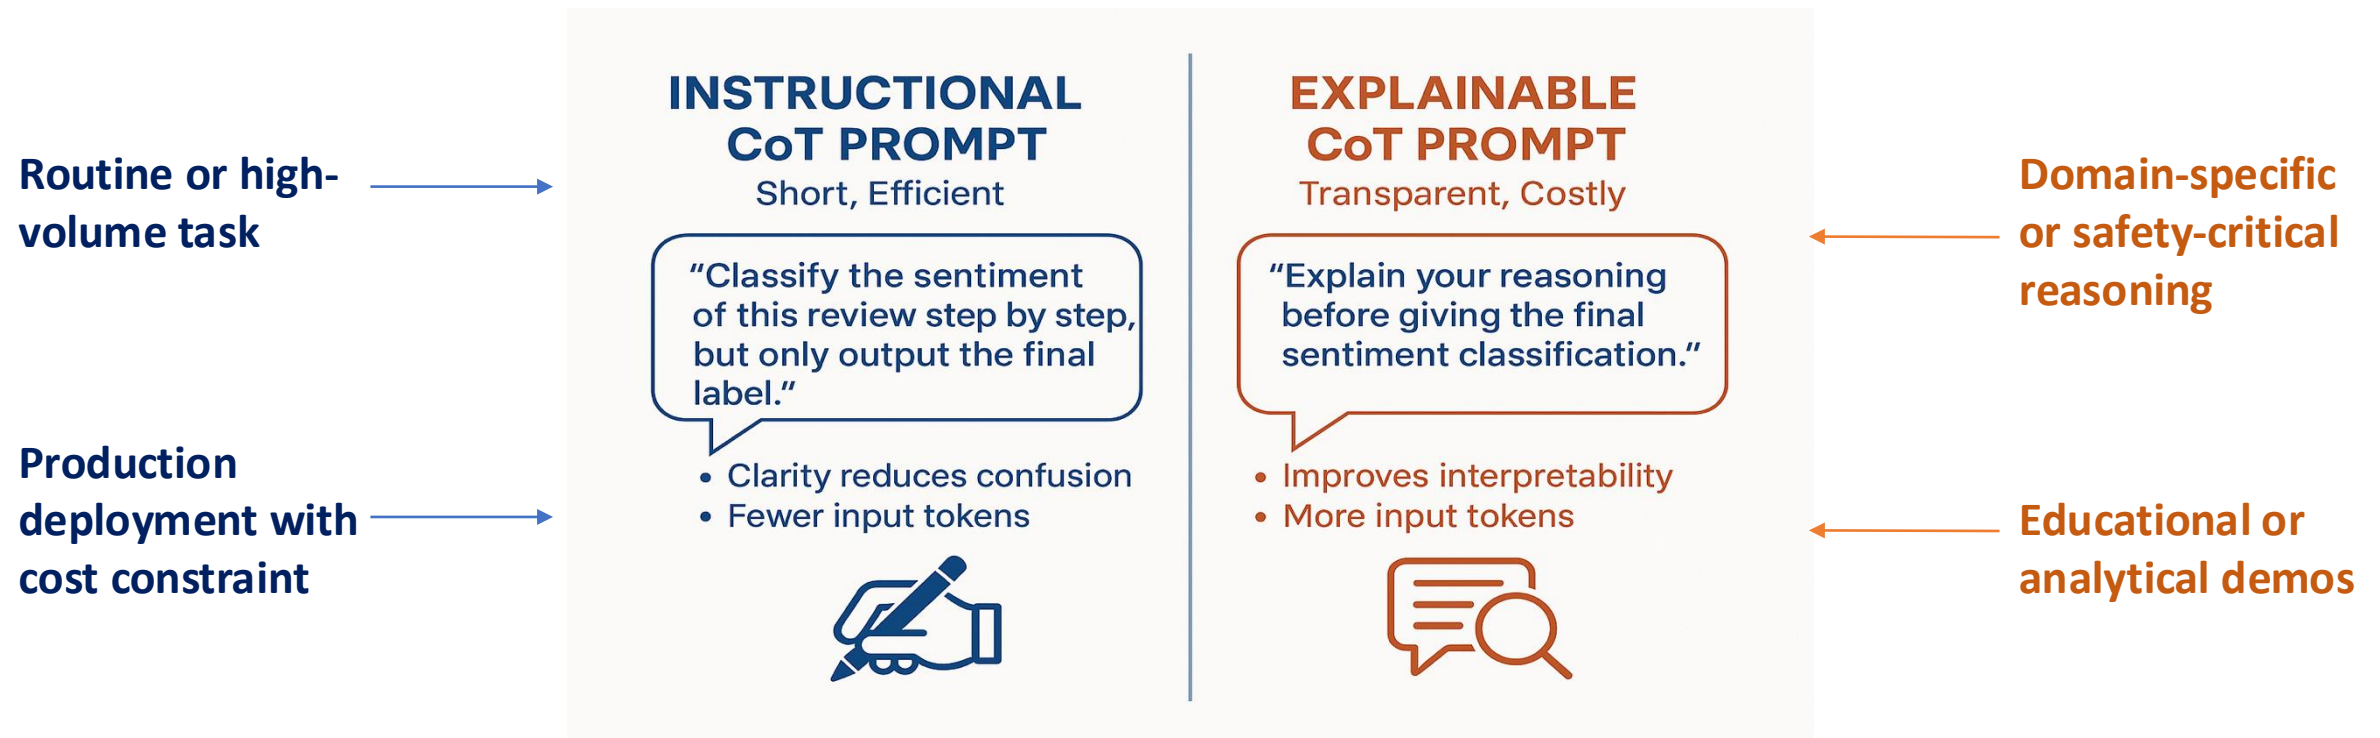 Routine or high-
volume task
Production
deployment with
cost constraint
INSTRUCTIONAL
CoT PROMPT
Short, Efficient
“Classify the sentiment
of this review step by step,
but only output the final
label.”
• Clarity reduces confusion
• Fewer input tokens
EXPLAINABLE
CoT PROMPT
Transparent, Costly
“Explain your reasoning
before giving the final
sentiment classification.”
• Improves interpretability
• More input tokens
Domain-specific
or safety-critical
reasoning
Educational or
analytical demos